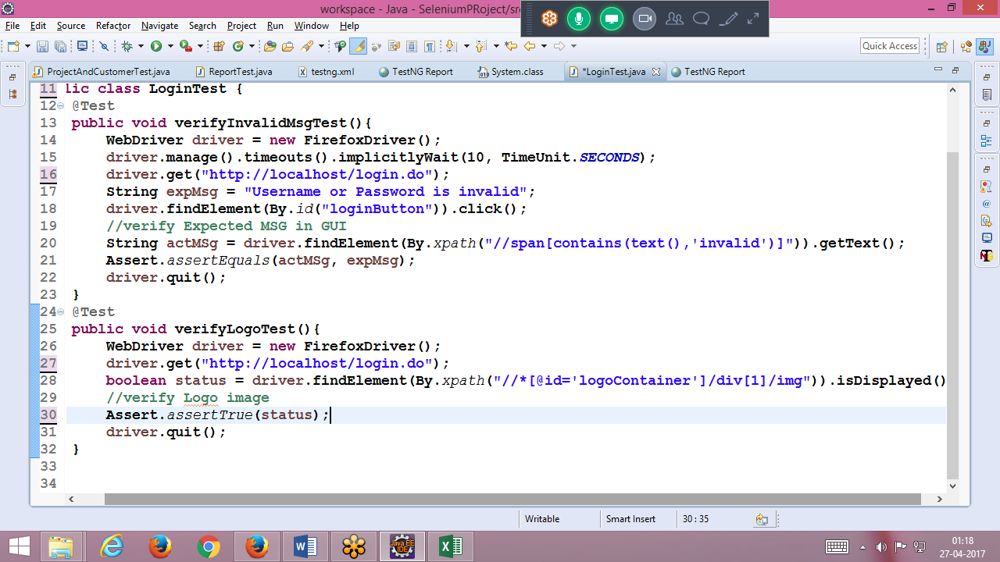 workspace - Java - SeleniumPRoject/src
File Edit Source Refactor Navigate Search Project Run Window Help
Quick Access
ProjectAndCustomerTest.java ReportTest.java testng.xml TestNG Report System.class *LoginTest.java TestNG Report
11 lic class LoginTest {
12 @Test
13 public void verifyInvalidMsgTest(){
14 WebDriver driver = new FirefoxDriver();
15 driver.manage().timeouts().implicitlyWait(10, TimeUnit.SECONDS);
16 driver.get("http://localhost/login.do");
17 String expMsg = "Username or Password is invalid";
18 driver.findElement(By.id("loginButton")).click();
19 //verify Expected MSG in GUI
20 String actMSg = driver.findElement(By.xpath("//span[contains(text(),'invalid')]")).getText();
21 Assert.assertEquals(actMSg, expMsg);
22 driver.quit();
23 }
24 @Test
25 public void verifyLogoTest(){
26 WebDriver driver = new FirefoxDriver();
27 driver.get("http://localhost/login.do");
28 boolean status = driver.findElement(By.xpath("//*[@id='logoContainer']/div[1]/img")).isDisplayed()
29 //verify Logo image
30 Assert.assertTrue(status);
31 driver.quit();
32 }
33
34
Writable Smart Insert 30 : 35
Java EE
IDE
01:18
27-04-2017